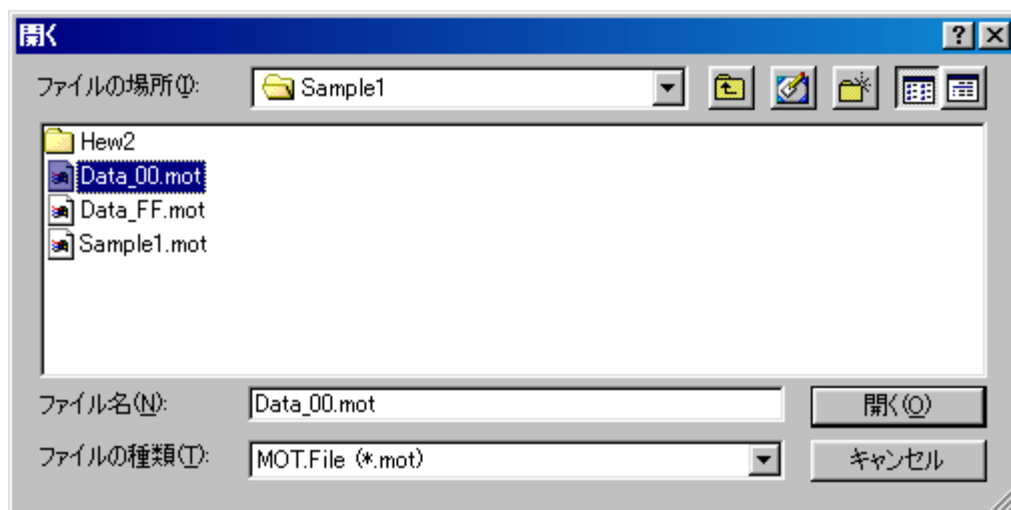 開く
ファイルの場所(I): Sample1
Hew2
Data_00.mot
Data_FF.mot
Sample1.mot
ファイル名(N): Data_00.mot 開く(O)
ファイルの種類(T): MOT.File (*.mot) キャンセル